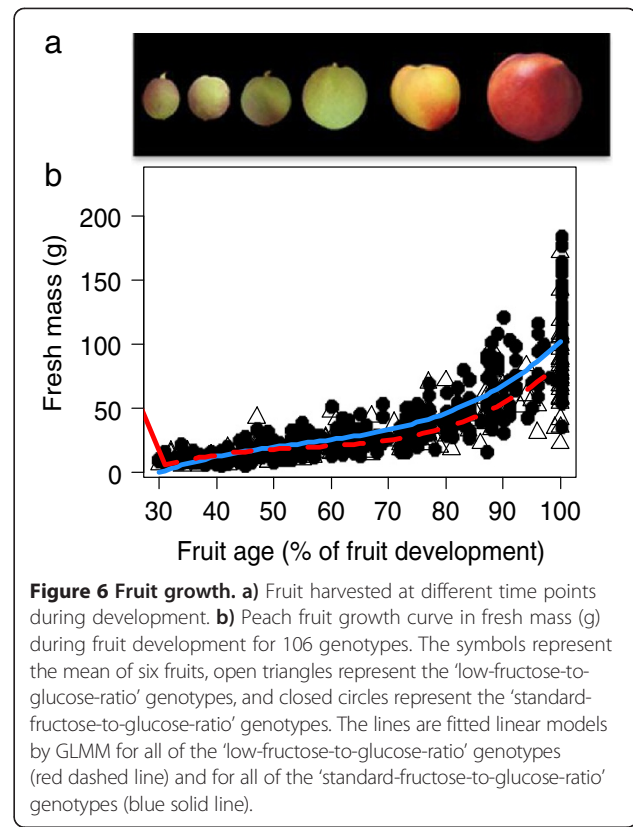 a
b
Fresh mass (g)
200
150
100
50
0
30 40 50 60 70 80 90 100
Fruit age (% of fruit development)
Figure 6 Fruit growth. a) Fruit harvested at different time points
during development. b) Peach fruit growth curve in fresh mass (g)
during fruit development for 106 genotypes. The symbols represent
the mean of six fruits, open triangles represent the ‘low-fructose-to-
glucose-ratio’ genotypes, and closed circles represent the ‘standard-
fructose-to-glucose-ratio’ genotypes. The lines are fitted linear models
by GLMM for all of the ‘low-fructose-to-glucose-ratio’ genotypes
(red dashed line) and for all of the ‘standard-fructose-to-glucose-ratio’
genotypes (blue solid line).